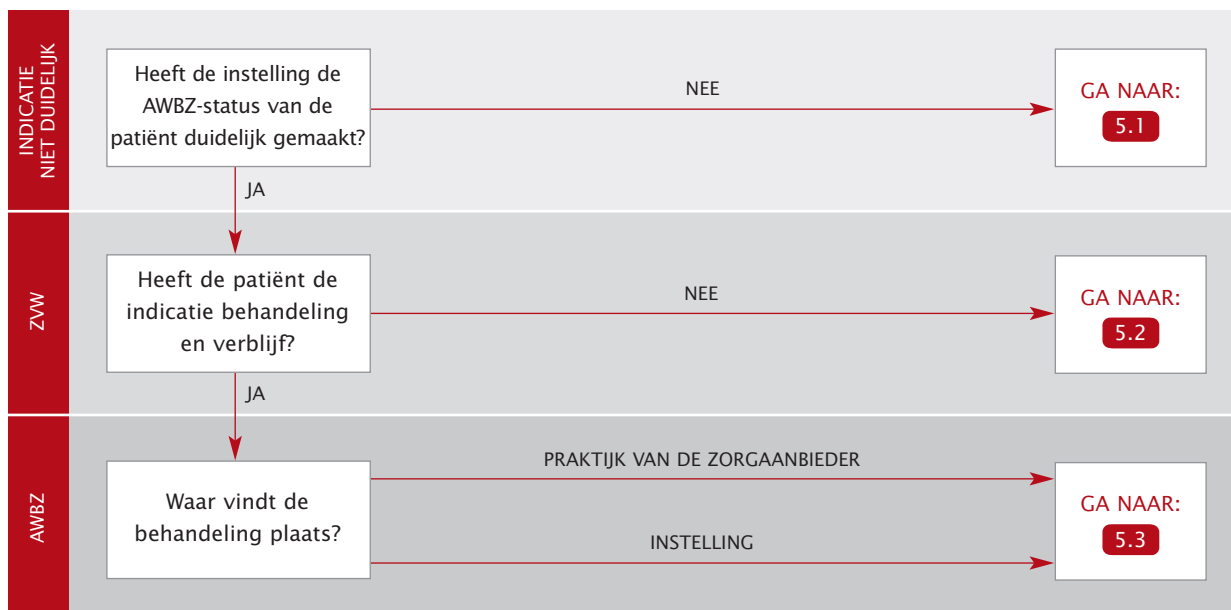 INDICATIE
NIET DUIDELIJK
Heeft de instelling de
AWBZ-status van de
patiënt duidelijk gemaakt?
NEE
GA NAAR:
5.1
JA
ZVW
Heeft de patiënt de
indicatie behandeling
en verblijf?
NEE
GA NAAR:
5.2
JA
AWBZ
Waar vindt de
behandeling plaats?
PRAKTIJK VAN DE ZORGAANBIEDER
INSTELLING
GA NAAR:
5.3